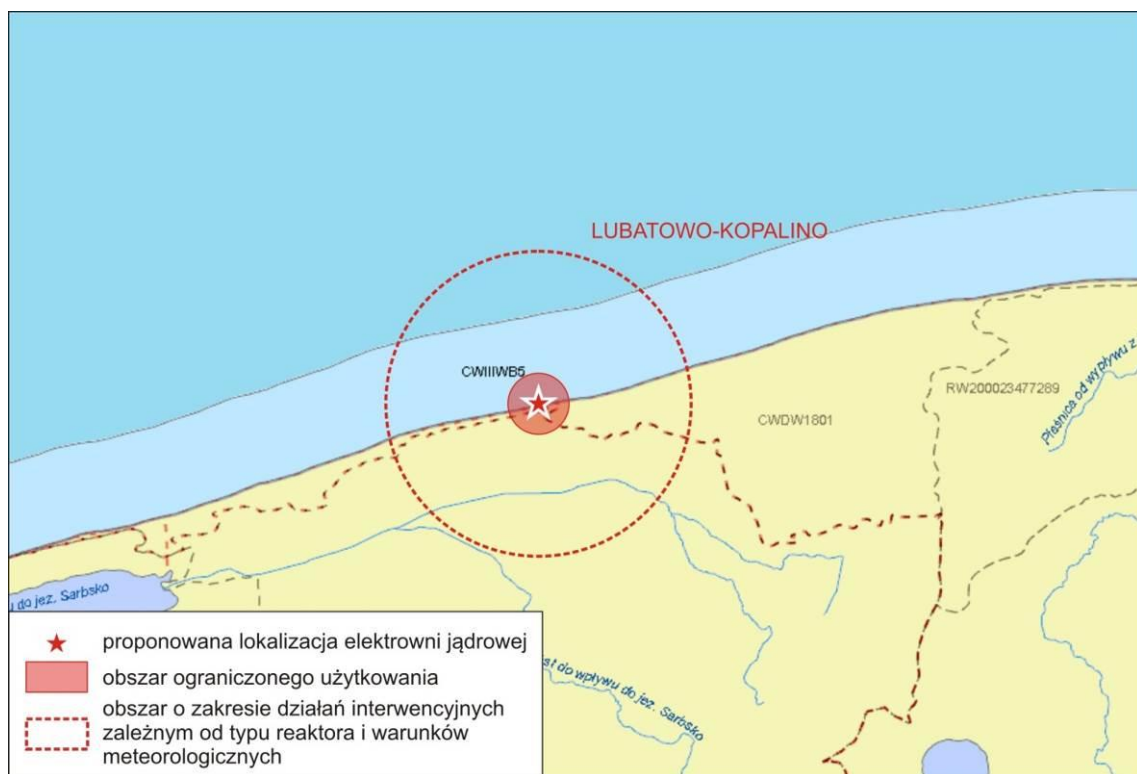 LUBATOWO-KOPALINO
CWIIIWB5
RW200023477289
CWDW1801
Piaśnica od wypływu z
do jez. Sarbsko
st do wpływu do jez. Sarbsko
proponowana lokalizacja elektrowni jądrowej
obszar ograniczonego użytkowania
obszar o zakresie działań interwencyjnych
zależnym od typu reaktora i warunków
meteorologicznych